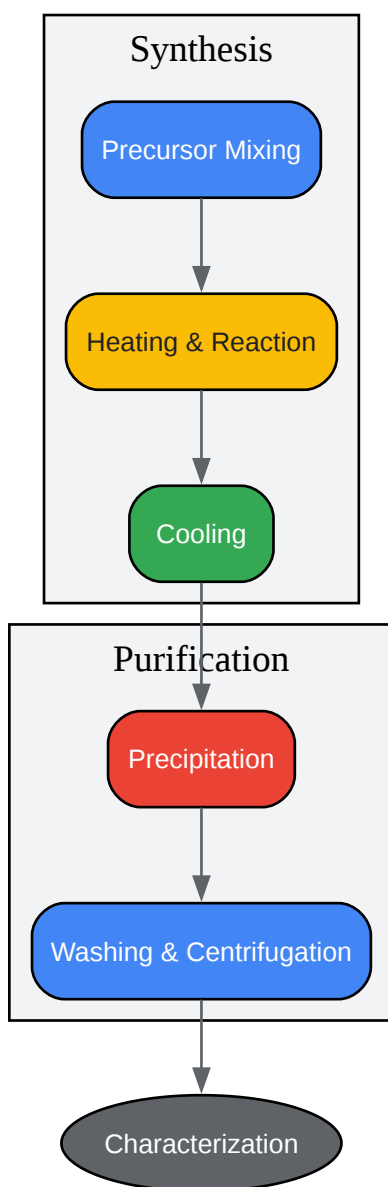 Synthesis
Precursor Mixing
Heating & Reaction
Cooling
Purification
Precipitation
Washing & Centrifugation
Characterization